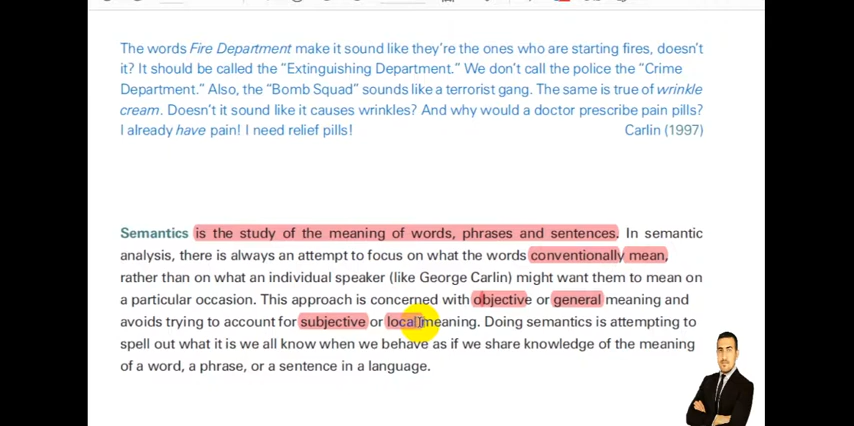 The words Fire Department make it sound like they're the ones who are starting fires, doesn't
it? It should be called the "Extinguishing Department." We don't call the police the "Crime
Department." Also, the "Bomb Squad" sounds like a terrorist gang. The same is true of wrinkle
cream. Doesn't it sound like it causes wrinkles? And why would a doctor prescribe pain pills?
I already have pain! I need relief pills! Carlin (1997)
Semantics is the study of the meaning of words, phrases and sentences. In semantic
analysis, there is always an attempt to focus on what the words conventionally mean,
rather than on what an individual speaker (like George Carlin) might want them to mean on
a particular occasion. This approach is concerned with objective or general meaning and
avoids trying to account for subjective or local meaning. Doing semantics is attempting to
spell out what it is we all know when we behave as if we share knowledge of the meaning
of a word, a phrase, or a sentence in a language.